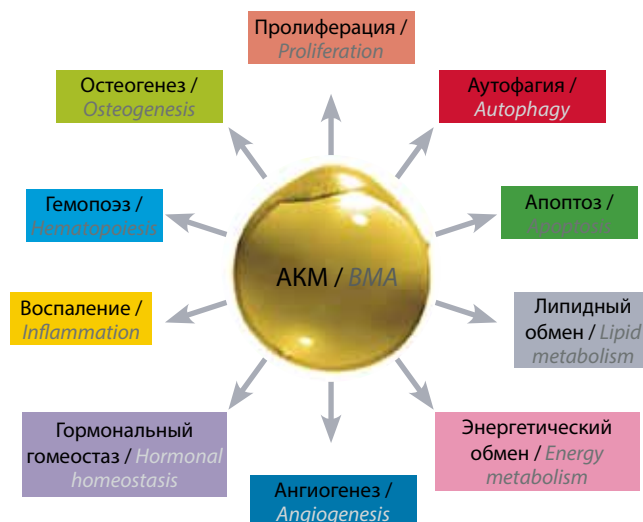 Пролиферация /
Proliferation
Остеогенез /
Osteogenesis
Аутофагия /
Autophagy
Гемопоэз /
Hematopoiesis
Апоптоз /
Apoptosis
АКМ / BMA
Воспаление /
Inflammation
Липидный
обмен / Lipid
metabolism
Гормональный
гомеостаз / Hormonal
homeostasis
Энергетический
обмен / Energy
metabolism
Ангиогенез /
Angiogenesis